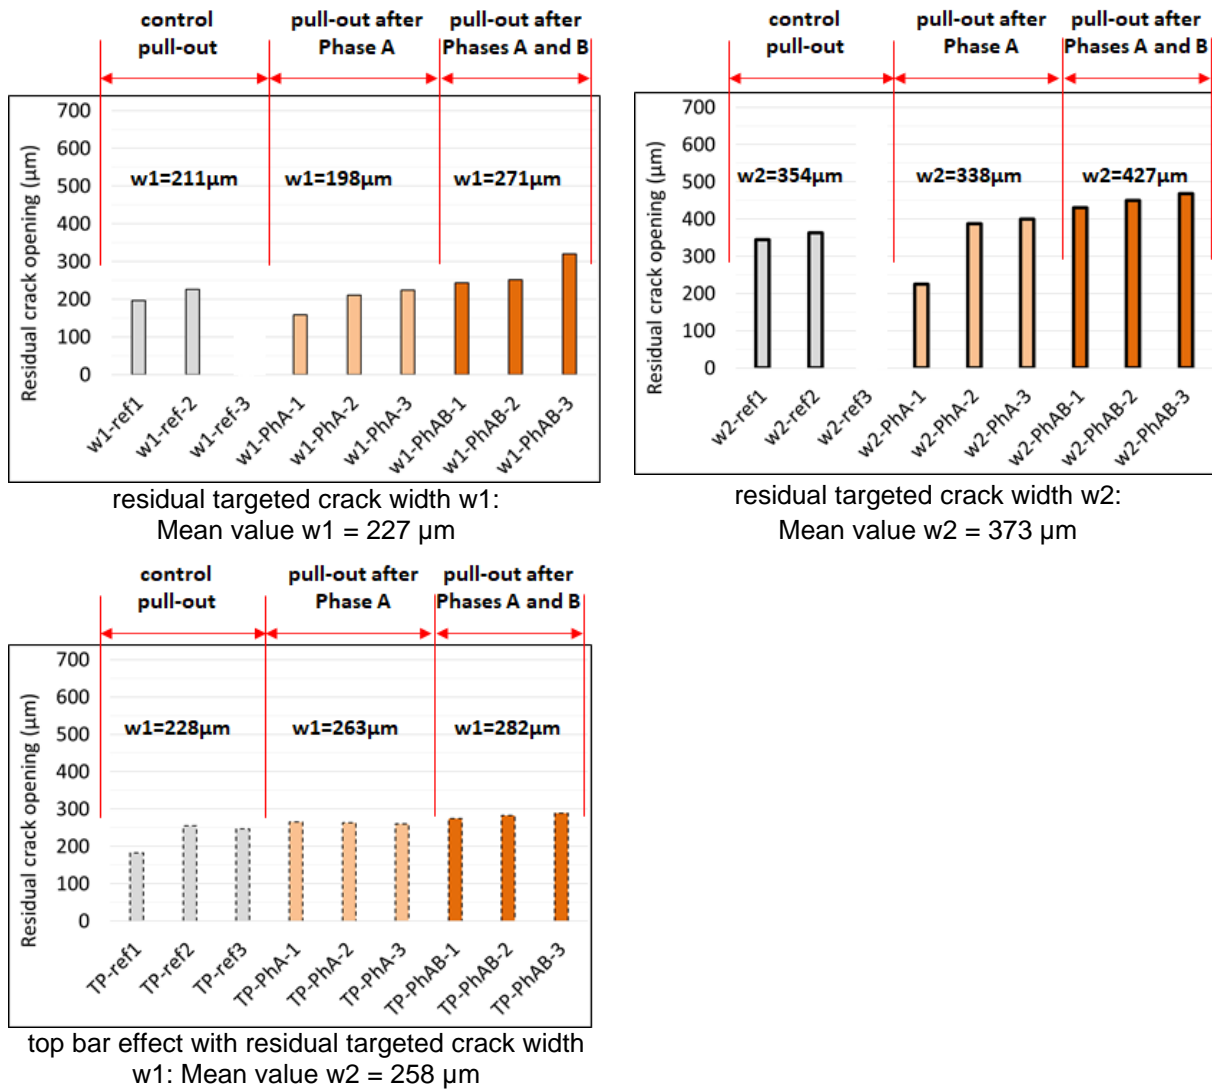 control
pull-out
pull-out after
Phase A
pull-out after
Phases A and B
Residual crack opening (µm)
700
600
500
400
300
200
100
0
w1=211µm
w1=198µm
w1=271µm
w1-ref1
w1-ref-2
w1-ref-3
w1-PhA-1
w1-PhA-2
w1-PhA-3
w1-PhAB-1
w1-PhAB-2
w1-PhAB-3
residual targeted crack width w1:
Mean value w1 = 227 µm
control
pull-out
pull-out after
Phase A
pull-out after
Phases A and B
Residual crack opening (µm)
700
600
500
400
300
200
100
0
w2=354µm
w2=338µm
w2=427µm
w2-ref1
w2-ref2
w2-ref3
w2-PhA-1
w2-PhA-2
w2-PhA-3
w2-PhAB-1
w2-PhAB-2
w2-PhAB-3
residual targeted crack width w2:
Mean value w2 = 373 µm
control
pull-out
pull-out after
Phase A
pull-out after
Phases A and B
Residual crack opening (µm)
700
600
500
400
300
200
100
0
w1=228µm
w1=263µm
w1=282µm
TP-ref1
TP-ref2
TP-ref3
TP-PhA-1
TP-PhA-2
TP-PhA-3
TP-PhAB-1
TP-PhAB-2
TP-PhAB-3
top bar effect with residual targeted crack width
w1: Mean value w2 = 258 µm